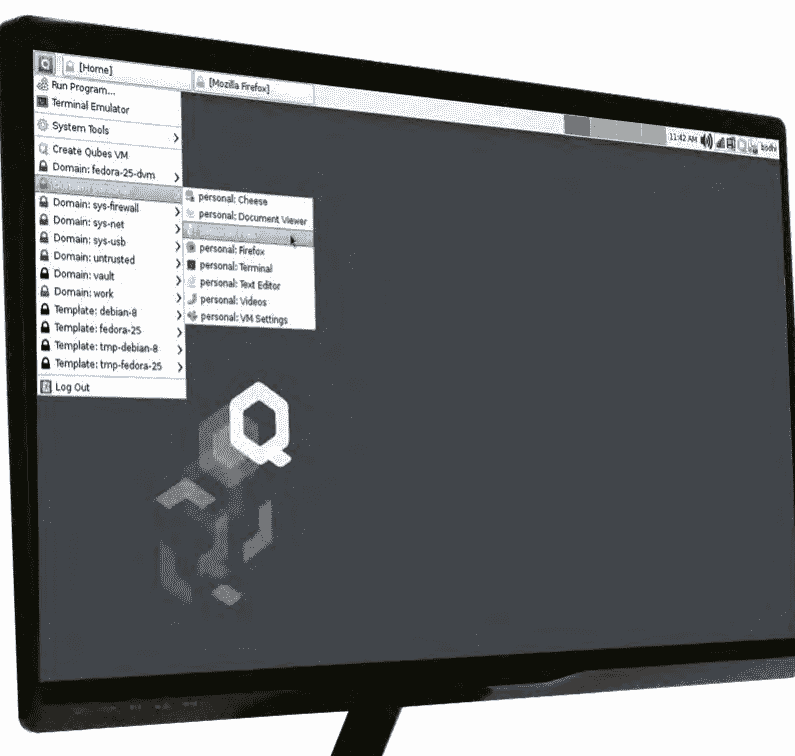 [Home]
[Mozilla Firefox]
11:42 AM
bodhi
Run Program...
Terminal Emulator
System Tools
Create Qubes VM
Domain: fedora-25-dvm
Domain: sys-firewall
Domain: sys-net
Domain: sys-usb
Domain: untrusted
Domain: vault
Domain: work
Template: debian-8
Template: fedora-25
Template: tmp-debian-8
Template: tmp-fedora-25
Log Out
personal: Cheese
personal: Document Viewer
personal: Firefox
personal: Terminal
personal: Text Editor
personal: Videos
personal: VM Settings